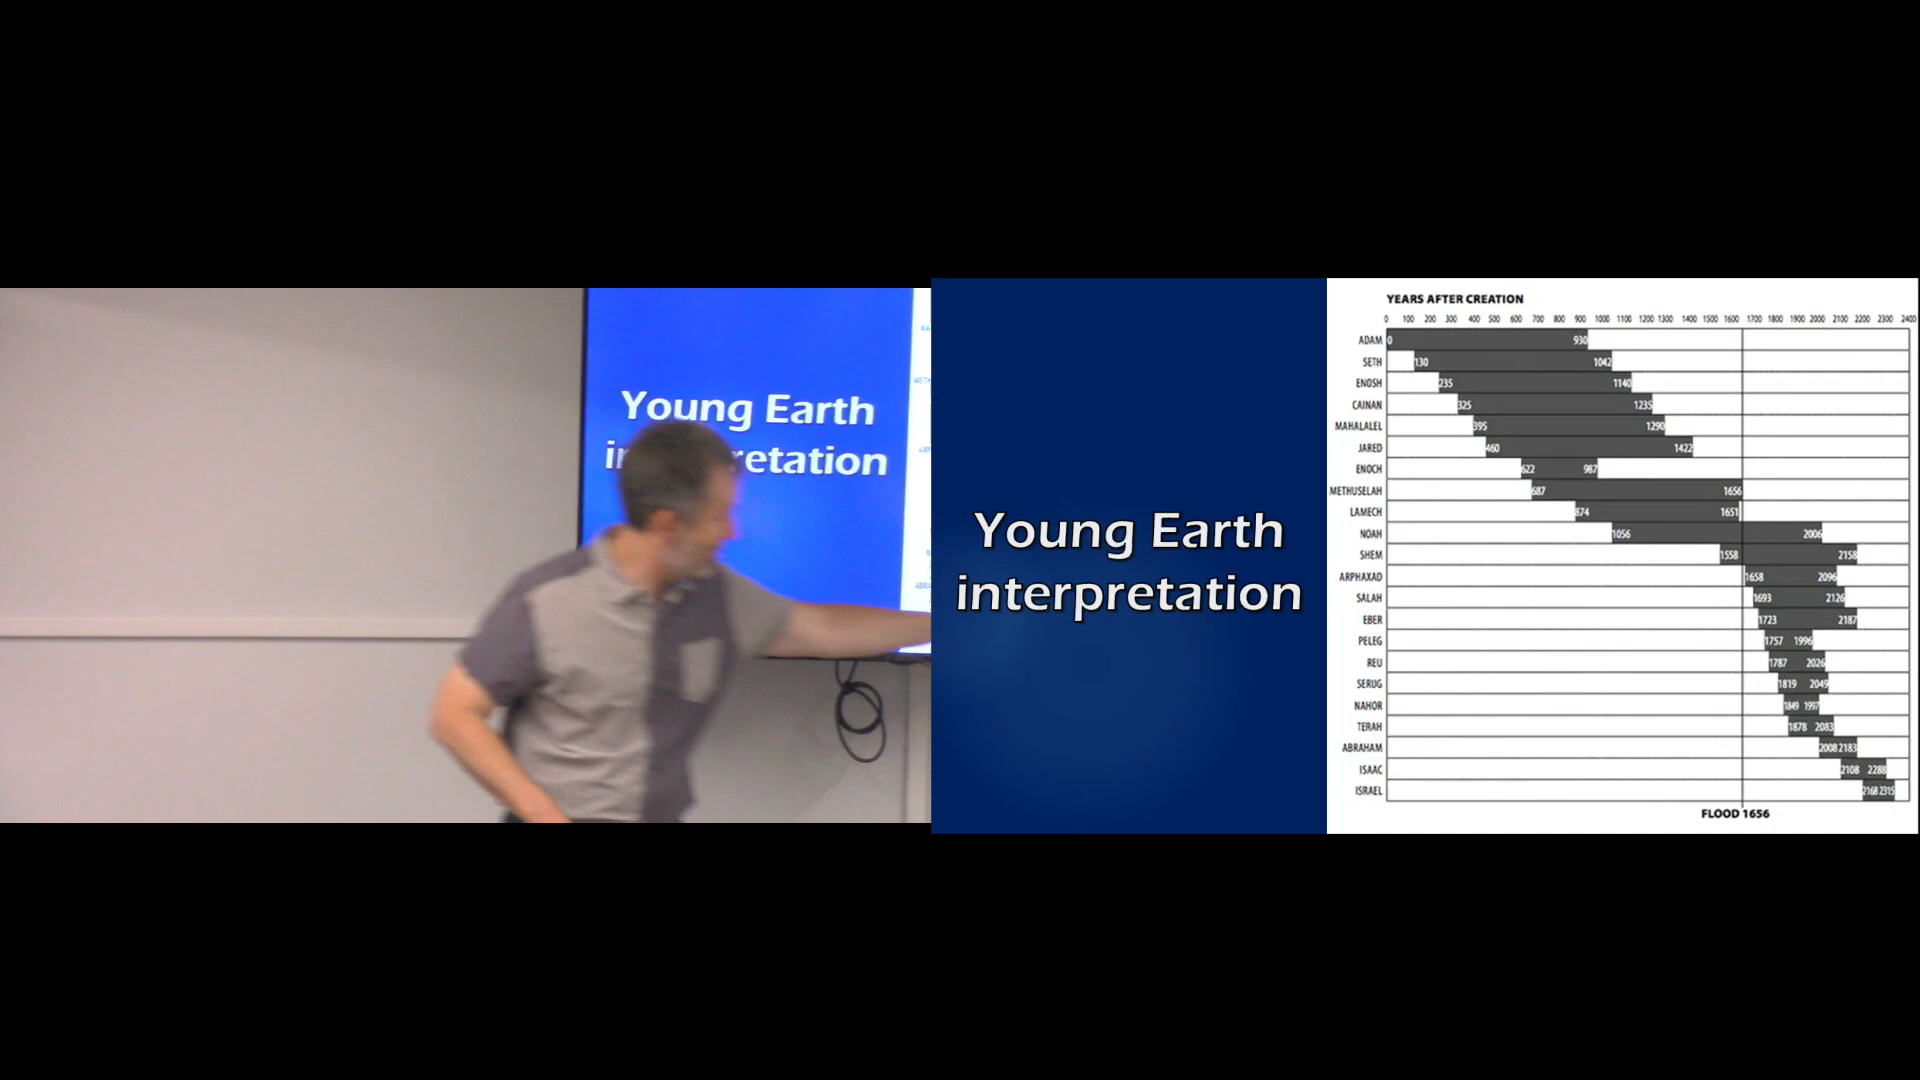 Young Earth
interpretation
Young Earth
interpretation
YEARS AFTER CREATION
0 100 200 300 400 500 600 700 800 900 1000 1100 1200 1300 1400 1500 1600 1700 1800 1900 2000 2100 2200 2300 2400
ADAM 0 930
SETH 130 1042
ENOSH 235 1140
CAINAN 325 1235
MAHALALEL 395 1290
JARED 460 1422
ENOCH 622 987
METHUSELAH 687 1656
LAMECH 874 1651
NOAH 1056 2006
SHEM 1558 2158
ARPHAXAD 1658 2096
SALAH 1693 2126
EBER 1723 2187
PELEG 1757 1996
REU 1787 2026
SERUG 1819 2049
NAHOR 1849 1997
TERAH 1878 2083
ABRAHAM 2008 2183
ISAAC 2108 2288
ISRAEL 2168 2315
FLOOD 1656